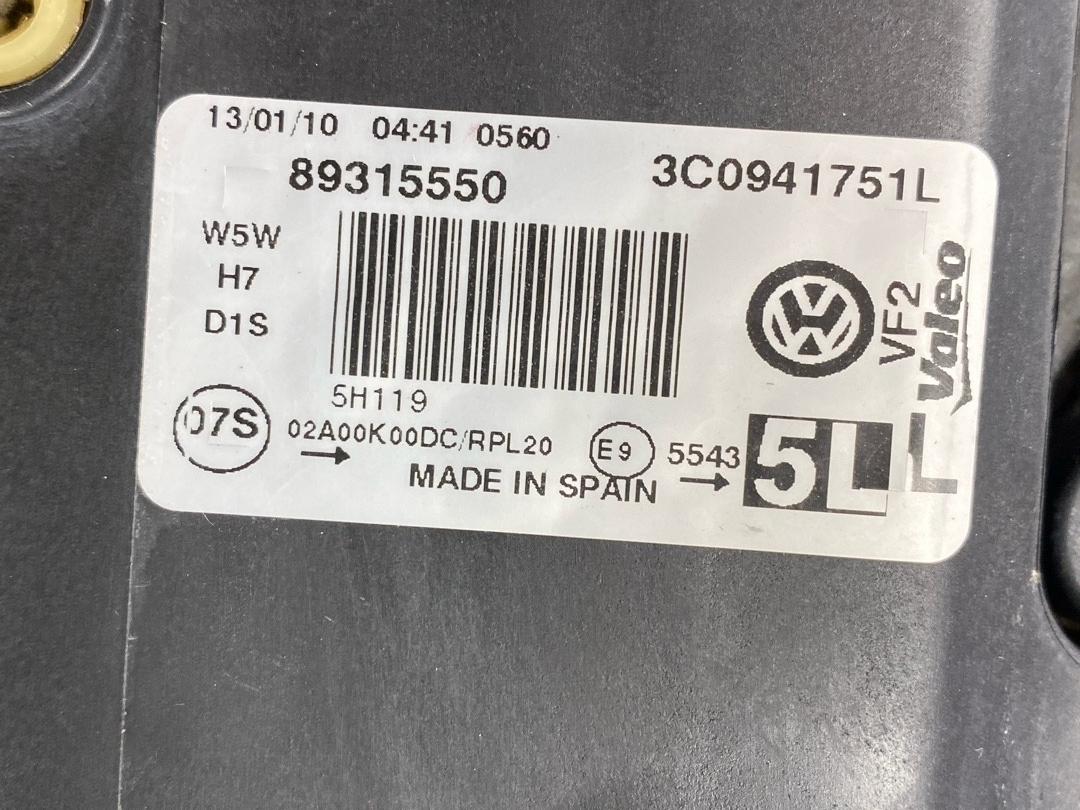 13/01/10 04:41 0560
89315550 3C0941751L
W5W
H7
D1S
VF2
Valeo
5H119
07S 02A00K00DC/RPL20 E9 5543 5L L
MADE IN SPAIN